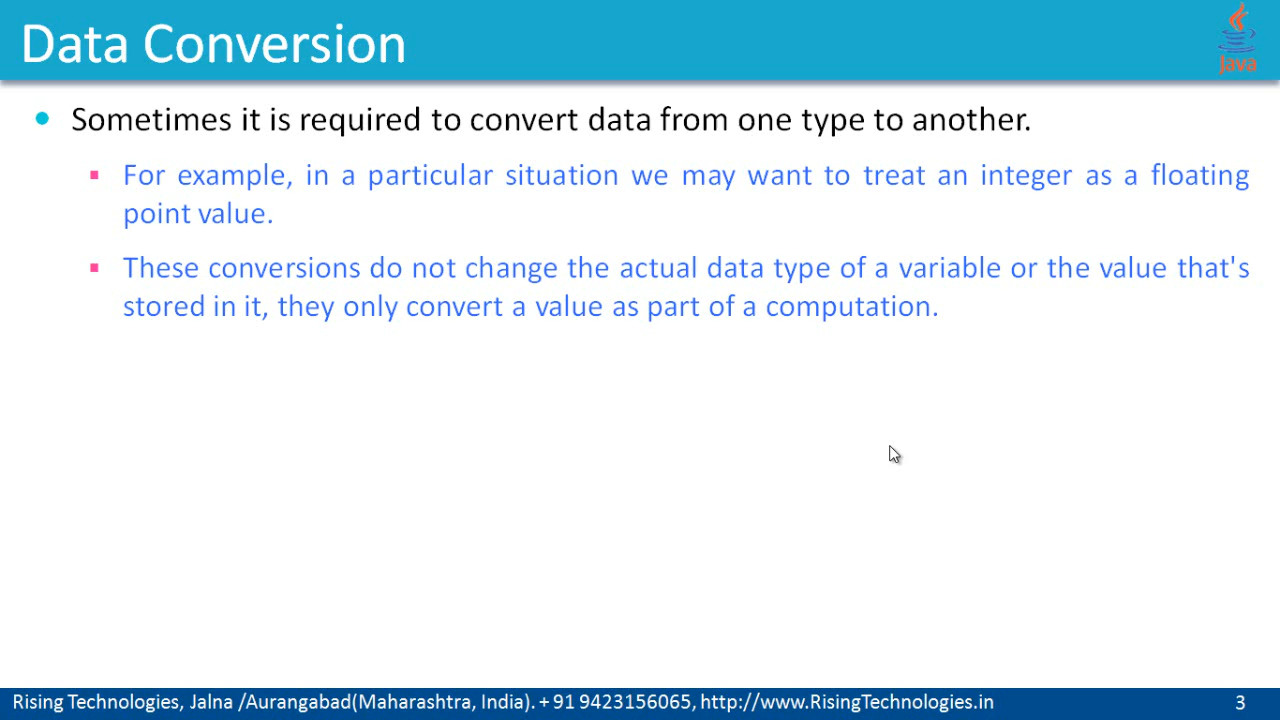 Data Conversion
Java
Sometimes it is required to convert data from one type to another.
For example, in a particular situation we may want to treat an integer as a floating
point value.
These conversions do not change the actual data type of a variable or the value that's
stored in it, they only convert a value as part of a computation.
Rising Technologies, Jalna /Aurangabad(Maharashtra, India). + 91 9423156065, http://www.RisingTechnologies.in
3